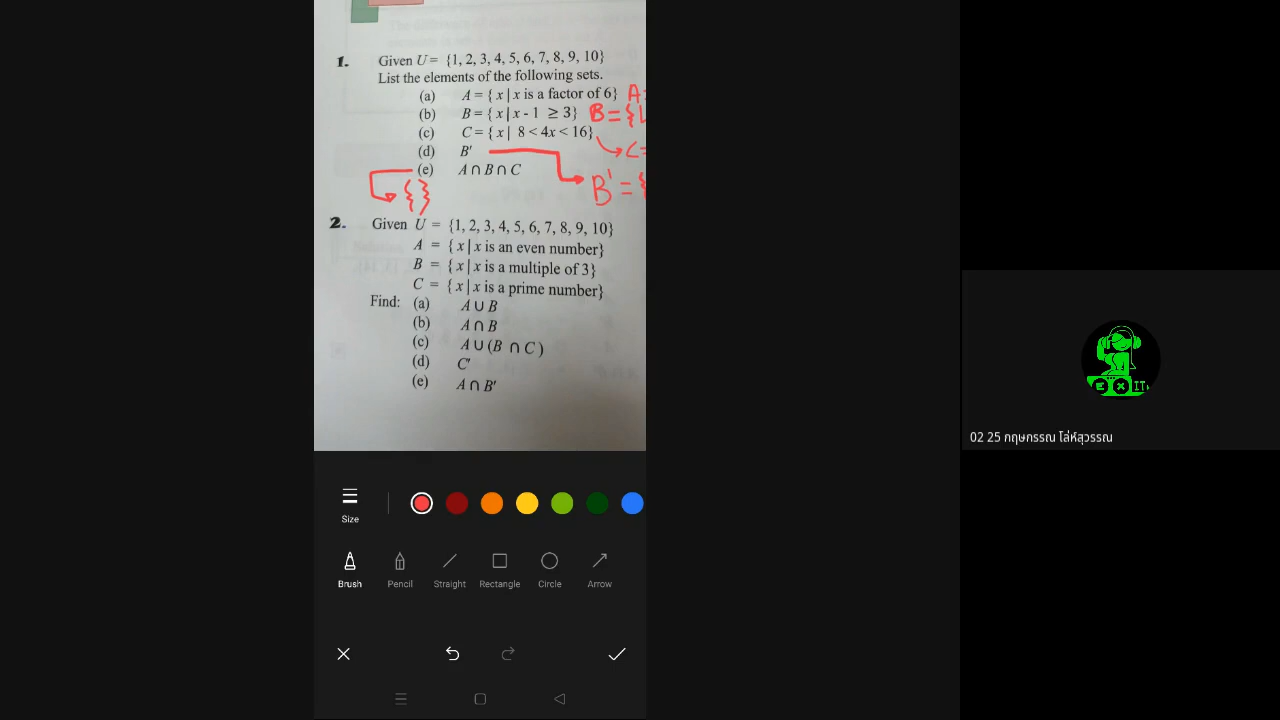 1. Given U = {1, 2, 3, 4, 5, 6, 7, 8, 9, 10}
List the elements of the following sets.
(a) A = { x | x is a factor of 6} A=
(b) B = { x | x - 1 ≥ 3} B = {
(c) C = { x | 8 < 4x < 16} C=
(d) B' B' = {
(e) A ∩ B ∩ C
{ }
2. Given U = {1, 2, 3, 4, 5, 6, 7, 8, 9, 10}
A = { x | x is an even number}
B = { x | x is a multiple of 3}
C = { x | x is a prime number}
Find: (a) A ∪ B
(b) A ∩ B
(c) A ∪ (B ∩ C)
(d) C'
(e) A ∩ B'
Size
Brush Pencil Straight Rectangle Circle Arrow
E X IT
02 25 กฤษกรรณ โล่ห์สุวรรณ